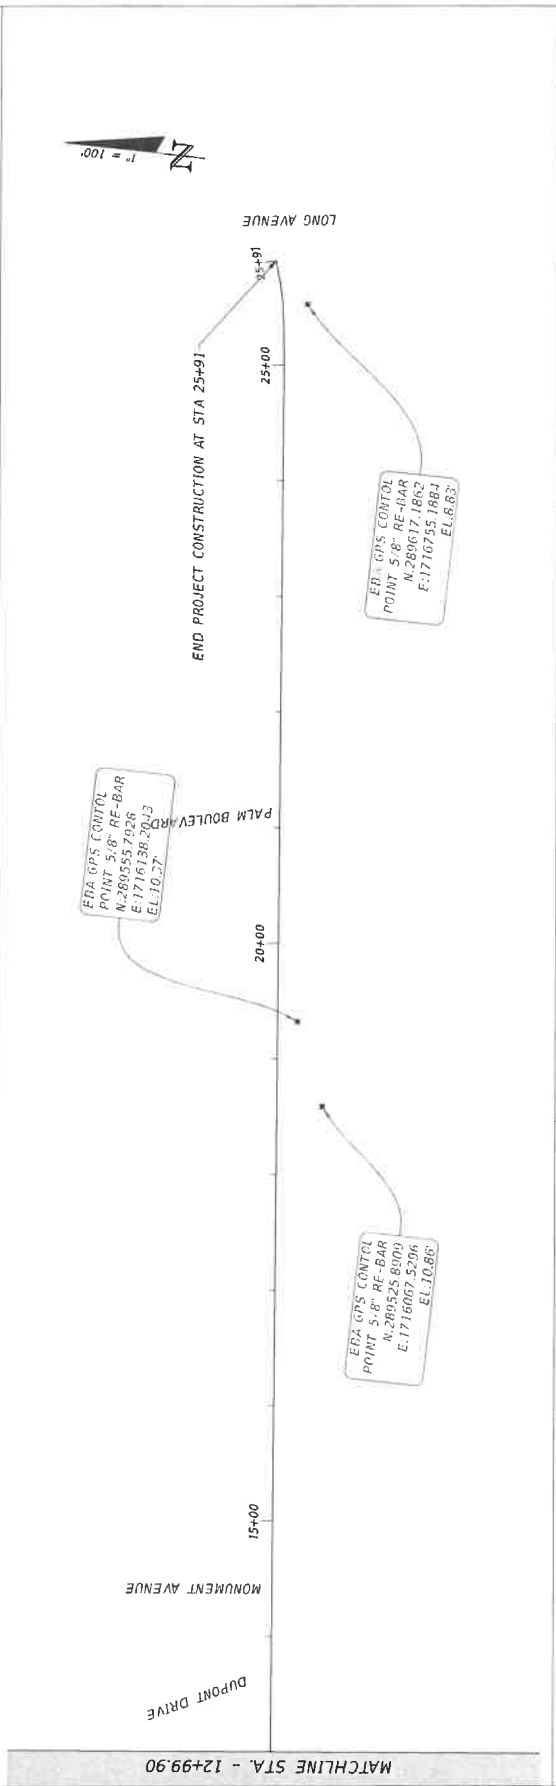 1" = 100'
N
LONG AVENUE
25+91
END PROJECT CONSTRUCTION AT STA 25+91
25+00
EBA GPS CONTOL
POINT 5/8" RE-BAR
N:289617.1862
E:1716755.1884
EL:8.83'
EBA GPS CONTOL
POINT 5/8" RE-BAR
N:289555.7928
E:1716138.2043
EL:10.37'
PALM BOULEVARD
20+00
EBA GPS CONTOL
POINT 5/8" RE-BAR
N:289525.8909
E:1716067.5296
EL:10.86'
15+00
MONUMENT AVENUE
DUPONT DRIVE
MATCHLINE STA. - 12+99.90